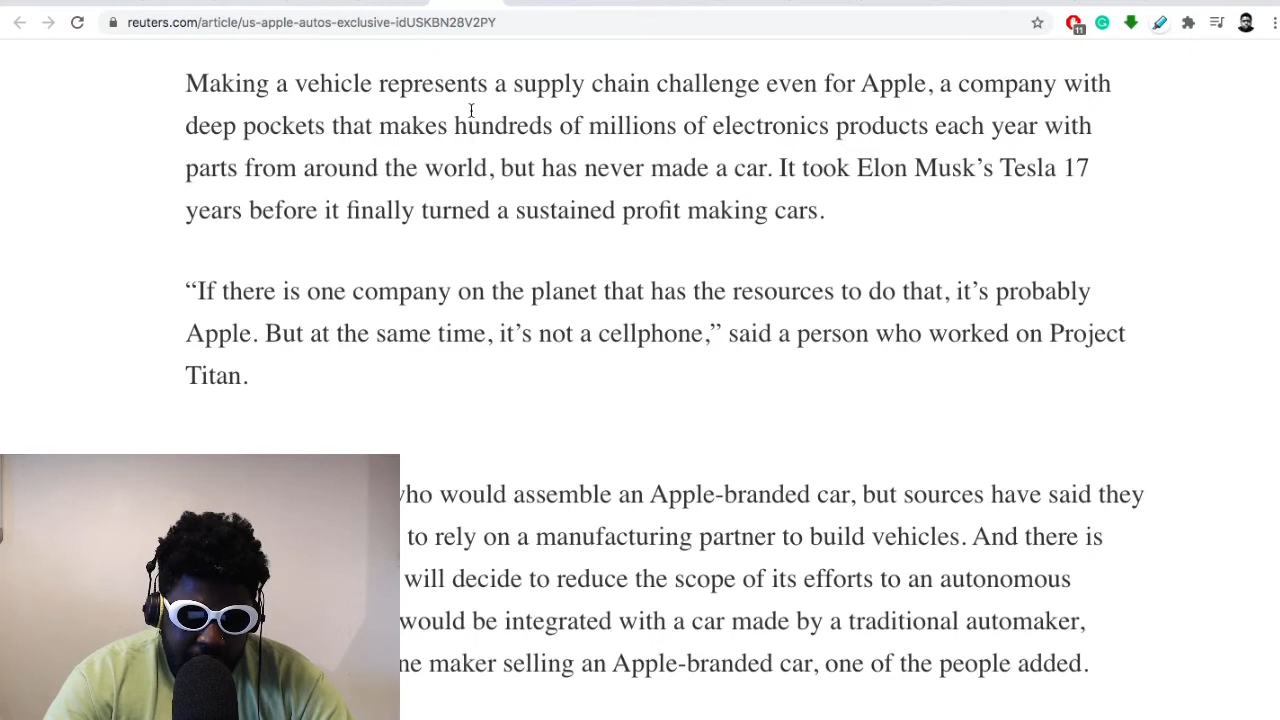 reuters.com/article/us-apple-autos-exclusive-idUSKBN28V2PY
11
Making a vehicle represents a supply chain challenge even for Apple, a company with
deep pockets that makes hundreds of millions of electronics products each year with
parts from around the world, but has never made a car. It took Elon Musk’s Tesla 17
years before it finally turned a sustained profit making cars.
“If there is one company on the planet that has the resources to do that, it’s probably
Apple. But at the same time, it’s not a cellphone,” said a person who worked on Project
Titan.
who would assemble an Apple-branded car, but sources have said they
to rely on a manufacturing partner to build vehicles. And there is
will decide to reduce the scope of its efforts to an autonomous
would be integrated with a car made by a traditional automaker,
ne maker selling an Apple-branded car, one of the people added.